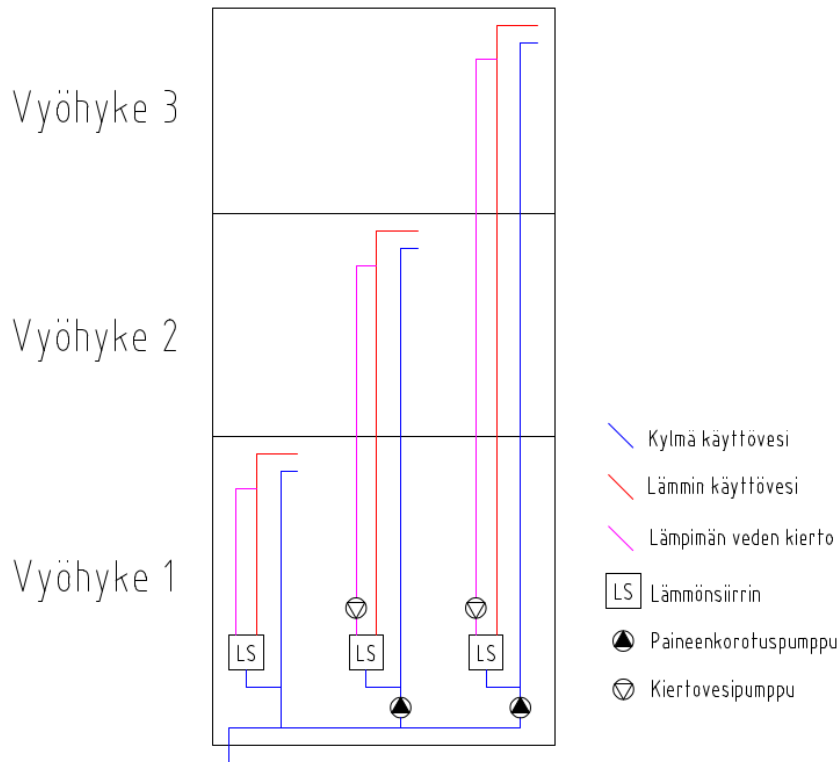 Vyöhyke 3
Vyöhyke 2
Vyöhyke 1
LS
LS
LS
Kylmä käyttövesi
Lämmin käyttövesi
Lämpimän veden kierto
LS Lämmönsiirrin
Paineenkorotuspumppu
Kiertovesipumppu